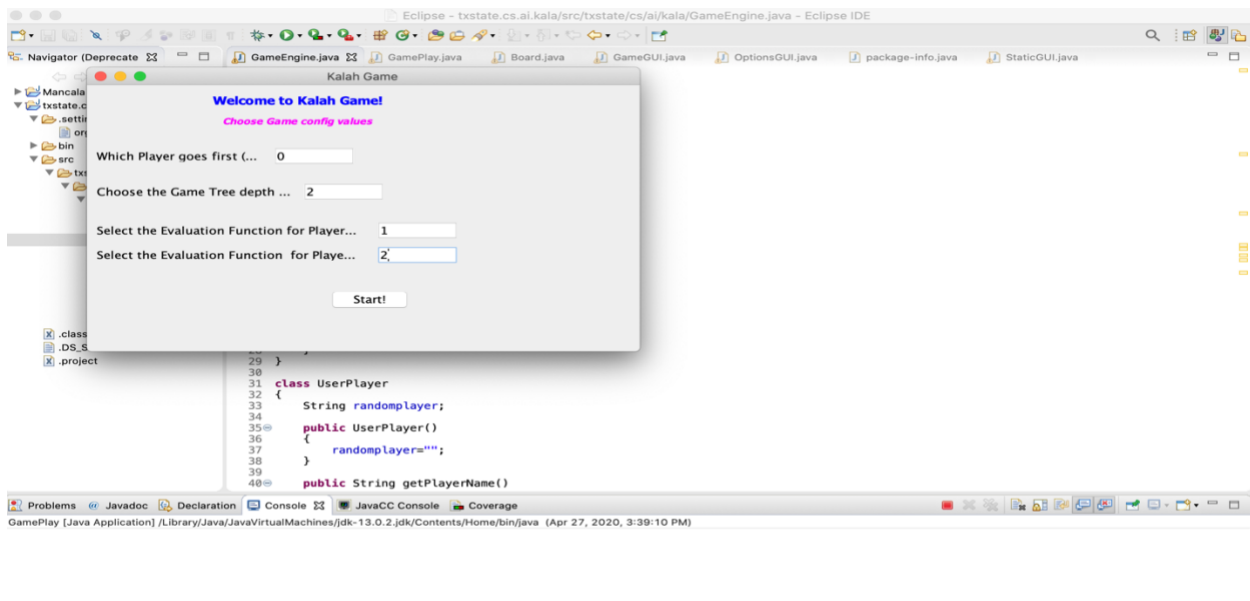 Eclipse - txstate.cs.ai.kala/src/txstate/cs/ai/kala/GameEngine.java - Eclipse IDE
Navigator (Deprecate
GameEngine.java
GamePlay.java
Board.java
GameGUI.java
OptionsGUI.java
package-info.java
StaticGUI.java
Mancala
txstate.c
.settin
org
bin
src
txs
.class
.DS_S
.project
Kalah Game
Welcome to Kalah Game!
Choose Game config values
Which Player goes first (... 0
Choose the Game Tree depth ... 2
Select the Evaluation Function for Player... 1
Select the Evaluation Function for Playe... 2
Start!
29 }
30
31 class UserPlayer
32 {
33 String randomplayer;
34
35 public UserPlayer()
36 {
37 randomplayer="";
38 }
39
40 public String getPlayerName()
Problems Javadoc Declaration Console JavaCC Console Coverage
GamePlay [Java Application] /Library/Java/JavaVirtualMachines/jdk-13.0.2.jdk/Contents/Home/bin/java (Apr 27, 2020, 3:39:10 PM)